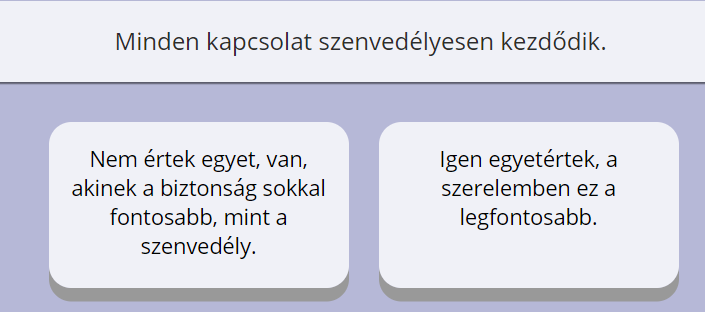 Minden kapcsolat szenvedélyesen kezdődik.
Nem értek egyet, van,
akinek a biztonság sokkal
fontosabb, mint a
szenvedély.
Igen egyetértek, a
szerelemben ez a
legfontosabb.